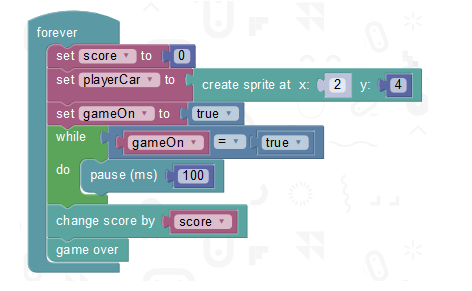 forever
set score to 0
set playerCar to create sprite at x: 2 y: 4
set gameOn to true
while gameOn = true
do pause (ms) 100
change score by score
game over